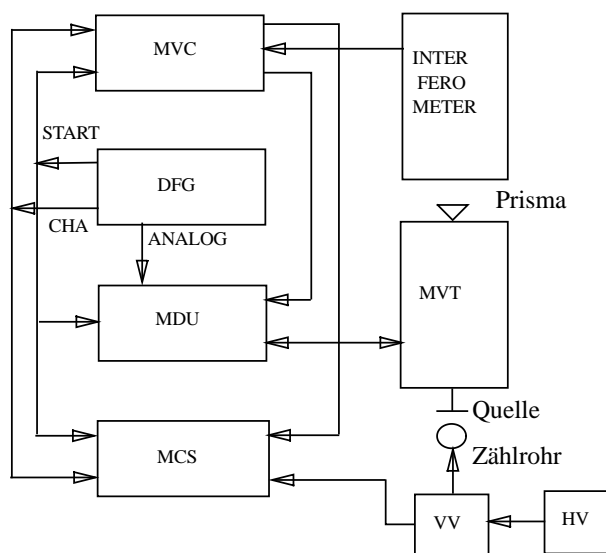 MVC
INTER
FERO
METER
START
DFG
Prisma
CHA
ANALOG
MVT
MDU
Quelle
MCS
Zählrohr
VV
HV